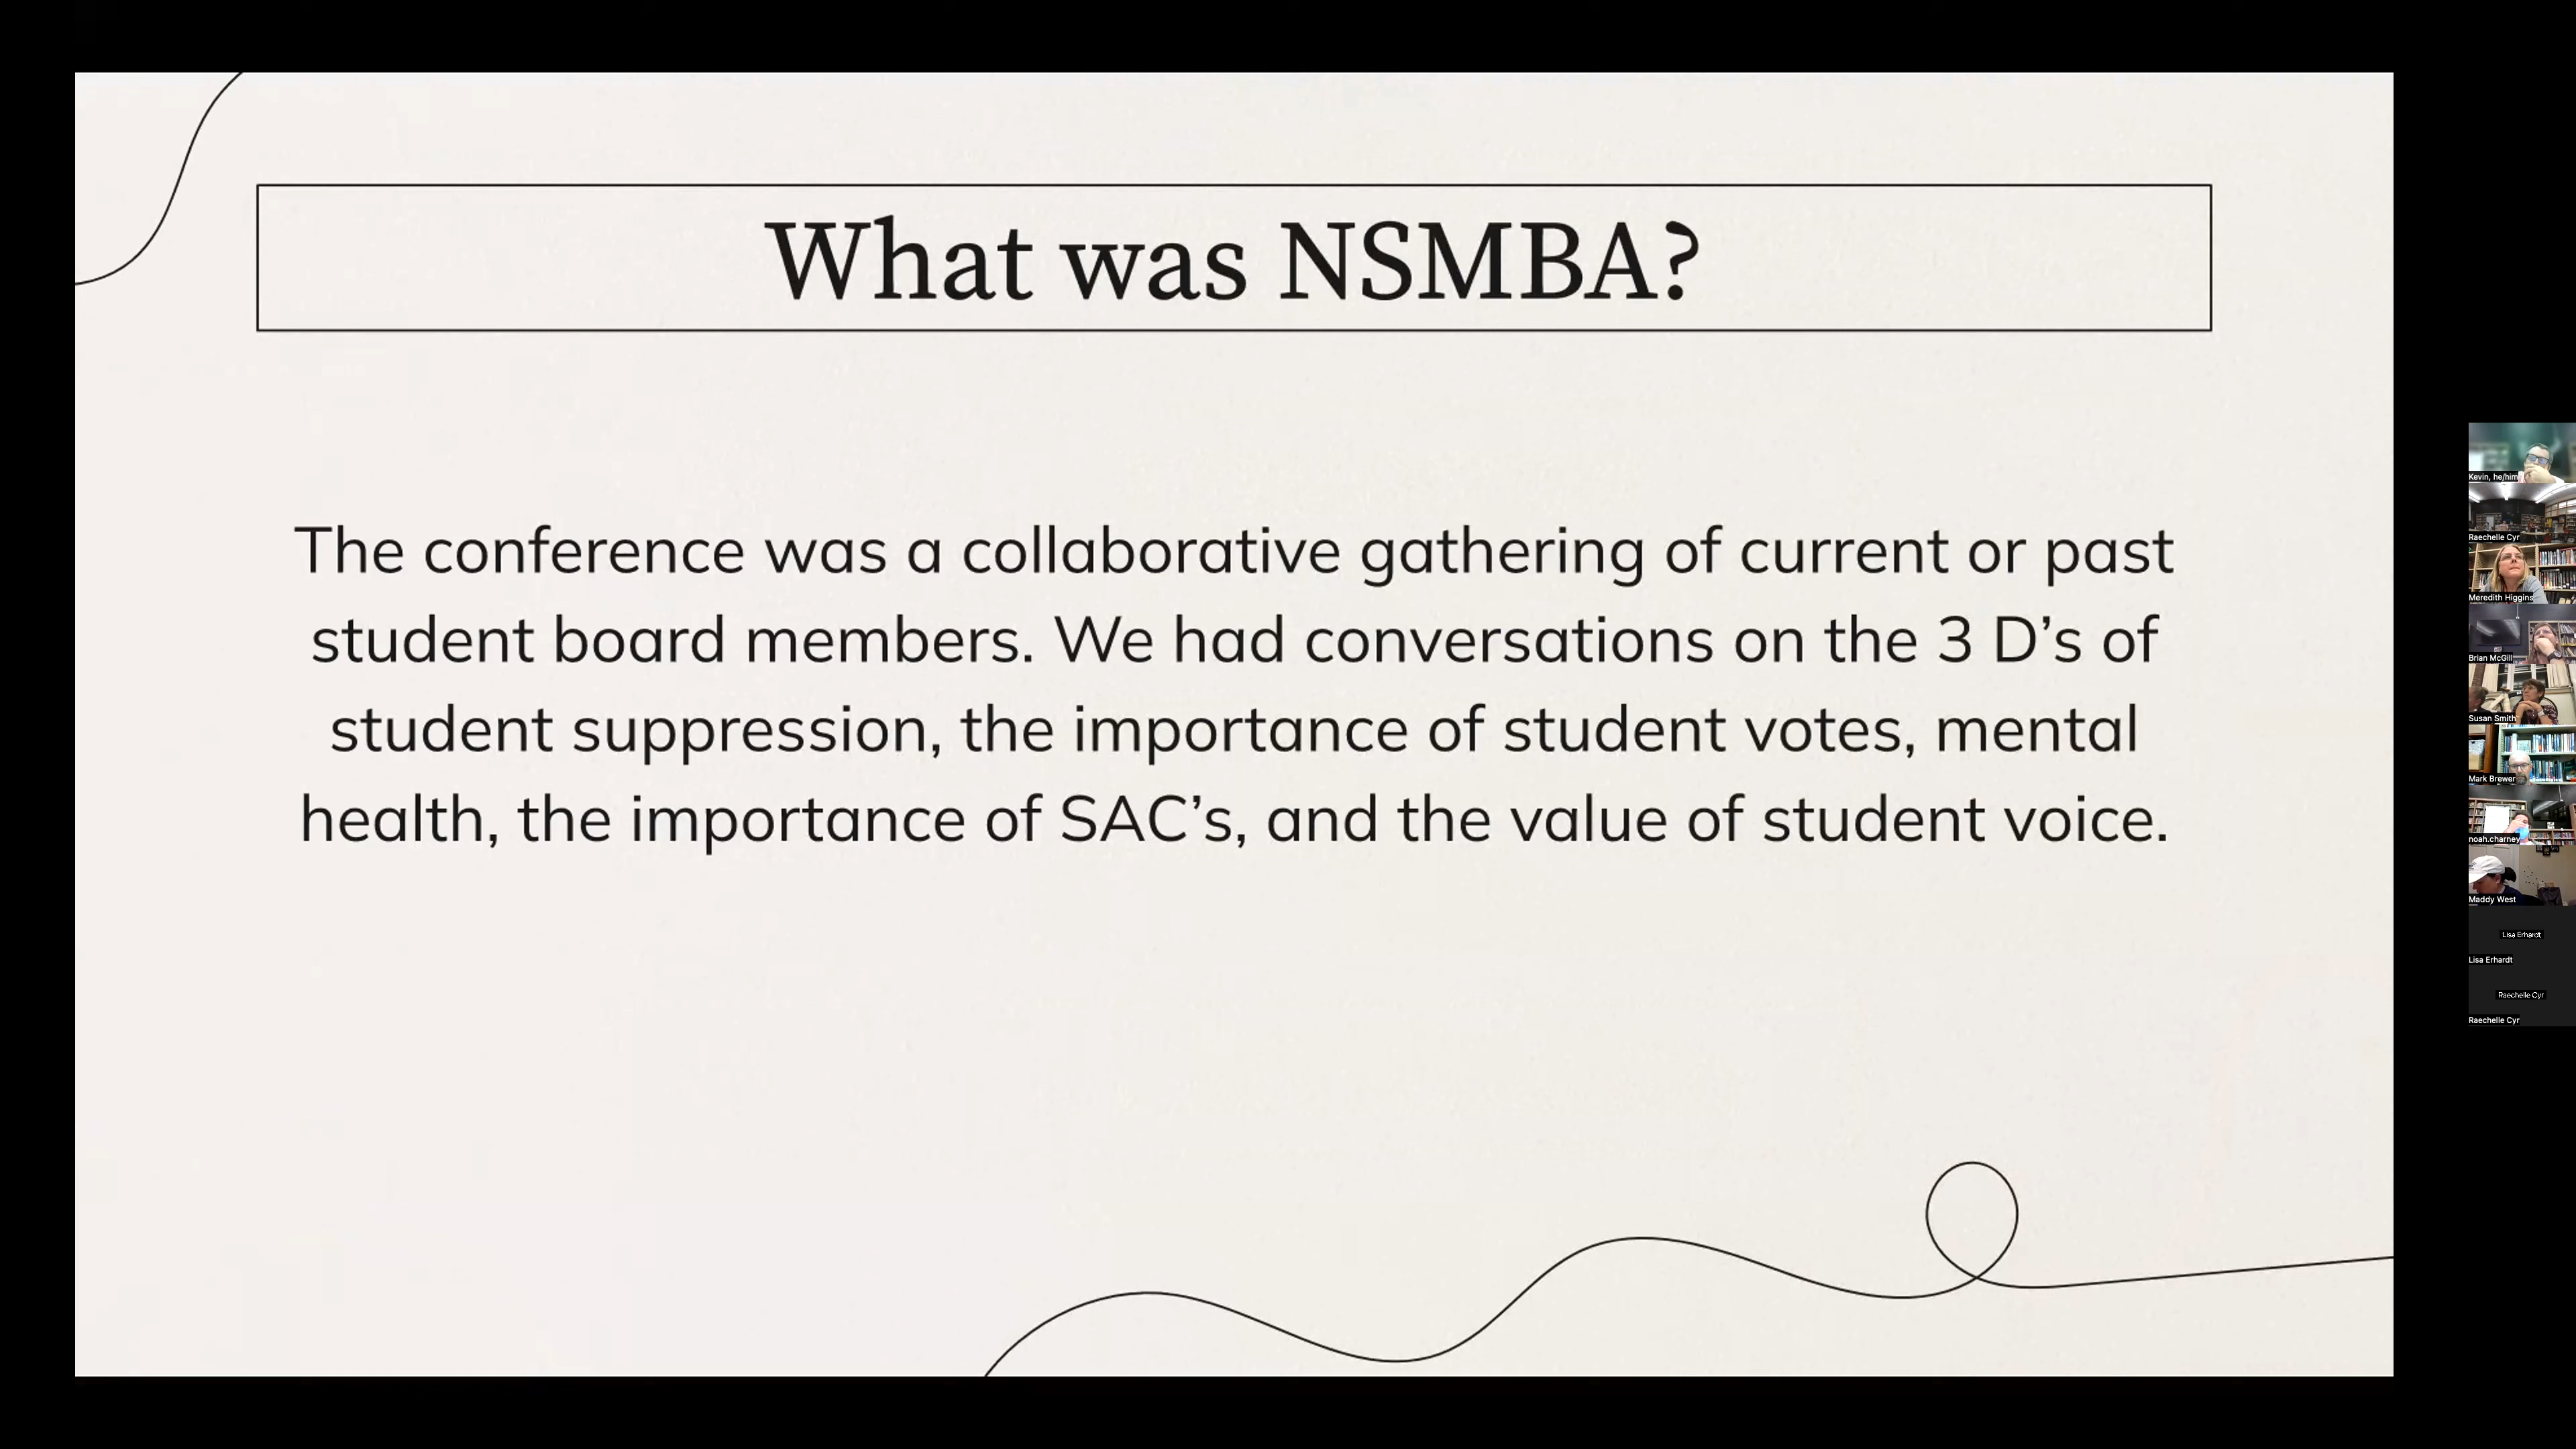 What was NSMBA?
The conference was a collaborative gathering of current or past
student board members. We had conversations on the 3 D’s of
student suppression, the importance of student votes, mental
health, the importance of SAC’s, and the value of student voice.
Kevin, he/him
Raechelle Cyr
Meredith Higgins
Brian McGill
Susan Smith
Mark Brewer
noah.charney
Maddy West
Lisa Erhardt
Lisa Erhardt
Raechelle Cyr
Raechelle Cyr